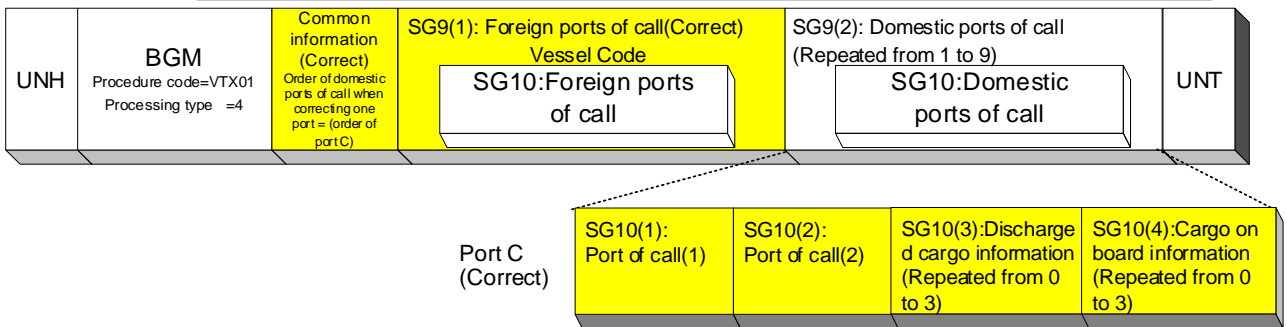 UNH
BGM
Procedure code=VTX01
Processing type =4
Common
information
(Correct)
Order of domestic
ports of call when
correcting one
port = (order of
port C)
SG9(1): Foreign ports of call(Correct)
Vessel Code
SG10:Foreign ports
of call
SG9(2): Domestic ports of call
(Repeated from 1 to 9)
SG10:Domestic
ports of call
UNT
Port C
(Correct)
SG10(1):
Port of call(1)
SG10(2):
Port of call(2)
SG10(3):Discharge
d cargo information
(Repeated from 0
to 3)
SG10(4):Cargo on
board information
(Repeated from 0
to 3)